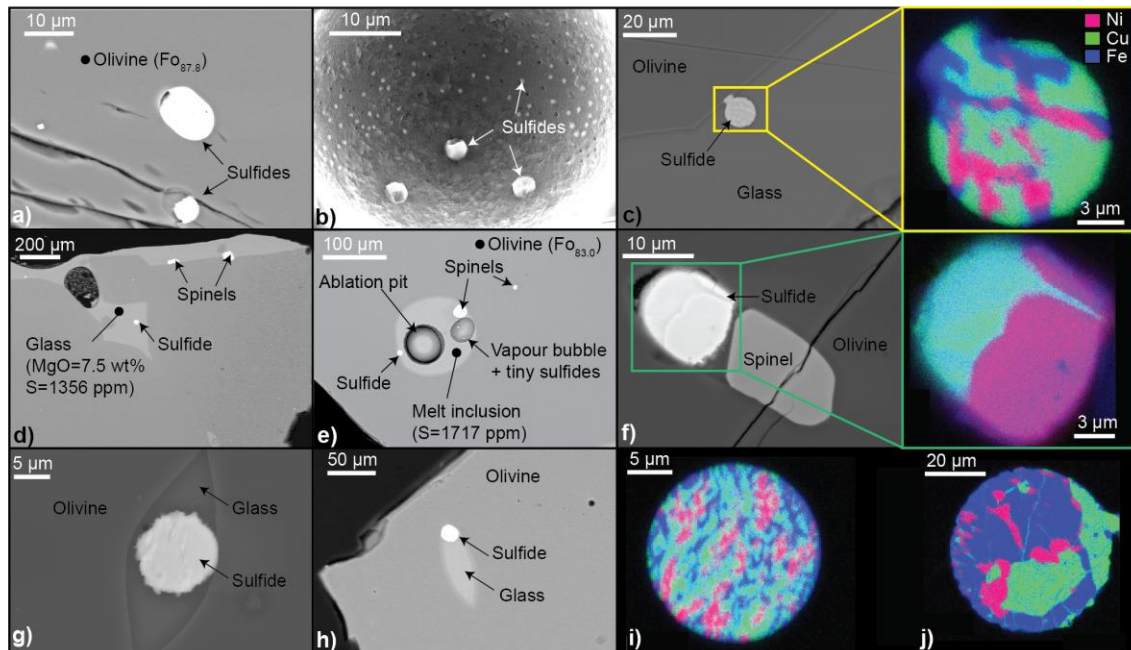 10 µm
Olivine (Fo87.8)
Sulfides
a)
10 µm
Sulfides
b)
20 µm
Olivine
Sulfide
Glass
c)
Ni
Cu
Fe
3 µm
200 µm
Spinels
Sulfide
Glass
(MgO=7.5 wt%
S=1356 ppm)
d)
100 µm
Olivine (Fo83.0)
Spinels
Ablation pit
Sulfide
Vapour bubble
+ tiny sulfides
Melt inclusion
(S=1717 ppm)
e)
10 µm
Sulfide
Spinel
Olivine
f)
3 µm
5 µm
Olivine
Glass
Sulfide
g)
50 µm
Olivine
Sulfide
Glass
h)
5 µm
i)
20 µm
j)